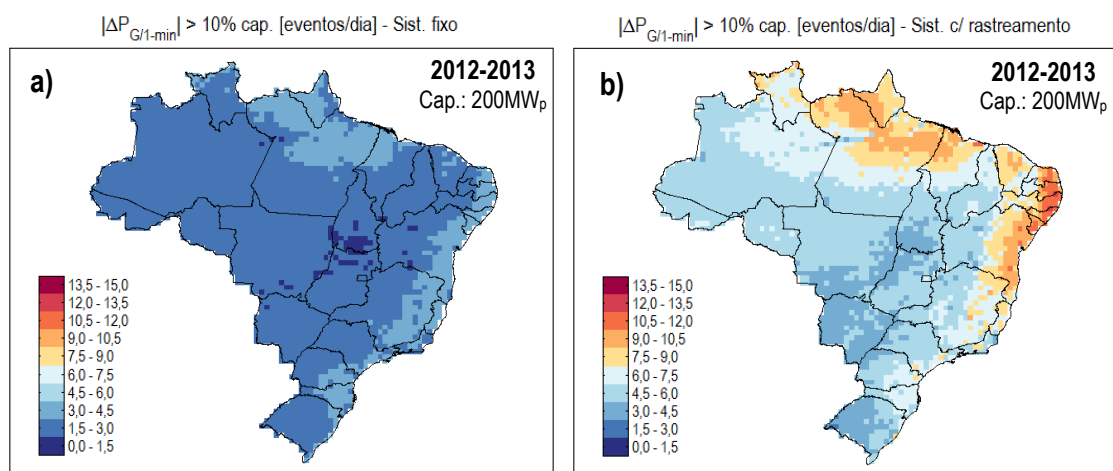 |ΔP_G/1-min| > 10% cap. [eventos/dia] - Sist. fixo
a)
2012-2013
Cap.: 200MW_p
13,5 - 15,0
12,0 - 13,5
10,5 - 12,0
9,0 - 10,5
7,5 - 9,0
6,0 - 7,5
4,5 - 6,0
3,0 - 4,5
1,5 - 3,0
0,0 - 1,5
|ΔP_G/1-min| > 10% cap. [eventos/dia] - Sist. c/ rastreamento
b)
2012-2013
Cap.: 200MW_p
13,5 - 15,0
12,0 - 13,5
10,5 - 12,0
9,0 - 10,5
7,5 - 9,0
6,0 - 7,5
4,5 - 6,0
3,0 - 4,5
1,5 - 3,0
0,0 - 1,5